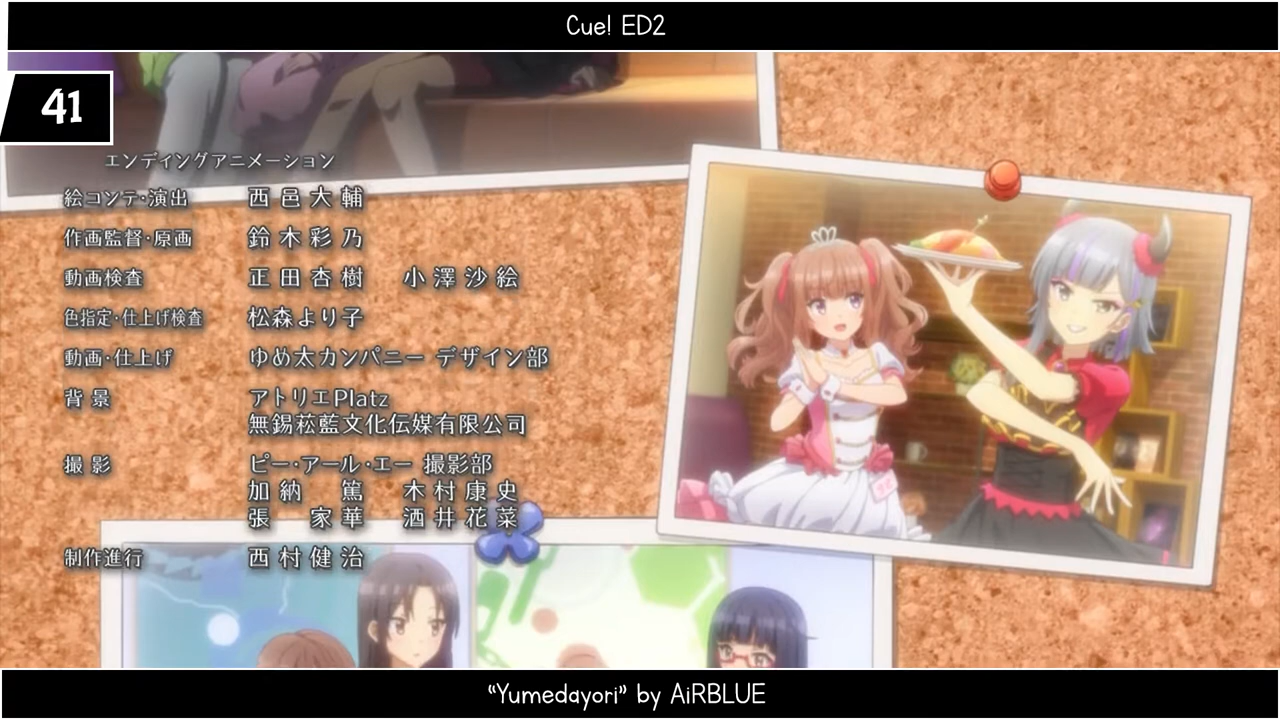 Cue! ED2
41
エンディングアニメーション
絵コンテ・演出 西邑大輔
作画監督・原画 鈴木彩乃
動画検査 正田杏樹 小澤沙絵
色指定・仕上げ検査 松森より子
動画・仕上げ ゆめ太カンパニー デザイン部
背景 アトリエPlatz
無錫菘藍文化伝媒有限公司
撮影 ピー・アール・エー 撮影部
加納 篤 木村康史
張 家華 酒井花菜
制作進行 西村健治
"Yumedayori" by AiRBLUE